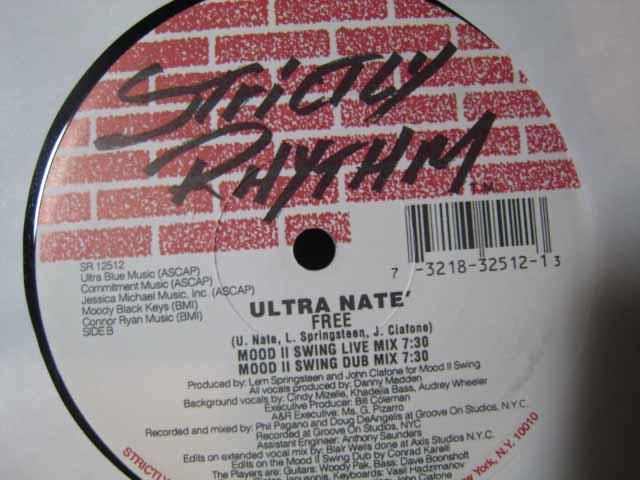 STRICTLY
RHYTHM
T.M.
SR 12512
Ultra Blue Music (ASCAP)
Commitment Music (ASCAP)
Jessica Michael Music, Inc. (ASCAP)
Moody Black Keys (BMI)
Connor Ryan Music (BMI)
SIDE B
7 -3218-32512-1 3
ULTRA NATE'
FREE
(U. Nate, L. Springsteen, J. Ciafone)
MOOD II SWING LIVE MIX 7:30
MOOD II SWING DUB MIX 7:30
Produced by: Lem Springsteen and John Ciafone for Mood II Swing
All vocals produced by: Danny Madden
Background vocals by: Cindy Mizelle, Khadejia Bass, Audrey Wheeler
Executive Producer: Bill Coleman
A&R Executive: Ms. G. Pizarro
Recorded and mixed by: Phil Pagano and Doug DeAngelis at Groove On Studios, N.Y.C.
Recorded at Groove On Studios, NYC
Assistant Engineer: Anthony Saunders
Edits on extended vocal mix by: Blair Wells done at Axis Studios N.Y.C.
Edits on the Mood II Swing Dub by Conrad Karelli
The Players are: Guitars: Woody Pak, Bass: Dave Boonshoft
Keyboards: Vasil Hadzimanov
John Ciafone
STRICTLY
New York, N.Y. 10010